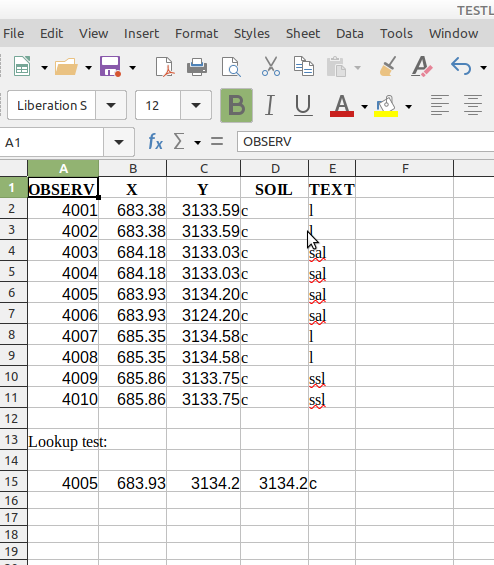 TESTL
File Edit View Insert Format Styles Sheet Data Tools Window
Liberation S 12 B I U A
A1 fx Σ = OBSERV
A B C D E F
1 OBSERV X Y SOIL TEXT
2 4001 683.38 3133.59 c l
3 4002 683.38 3133.59 c l
4 4003 684.18 3133.03 c sal
5 4004 684.18 3133.03 c sal
6 4005 683.93 3134.20 c sal
7 4006 683.93 3124.20 c sal
8 4007 685.35 3134.58 c l
9 4008 685.35 3134.58 c l
10 4009 685.86 3133.75 c ssl
11 4010 685.86 3133.75 c ssl
12
13 Lookup test:
14
15 4005 683.93 3134.2 3134.2 c
16
17
18
19